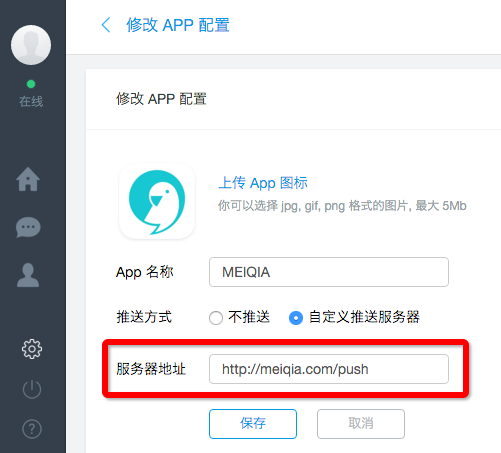 修改 APP 配置
在线
修改 APP 配置
上传 App 图标
你可以选择 jpg, gif, png 格式的图片, 最大 5Mb
App 名称 MEIQIA
推送方式 不推送 自定义推送服务器
服务器地址 http://meiqia.com/push
保存 取消